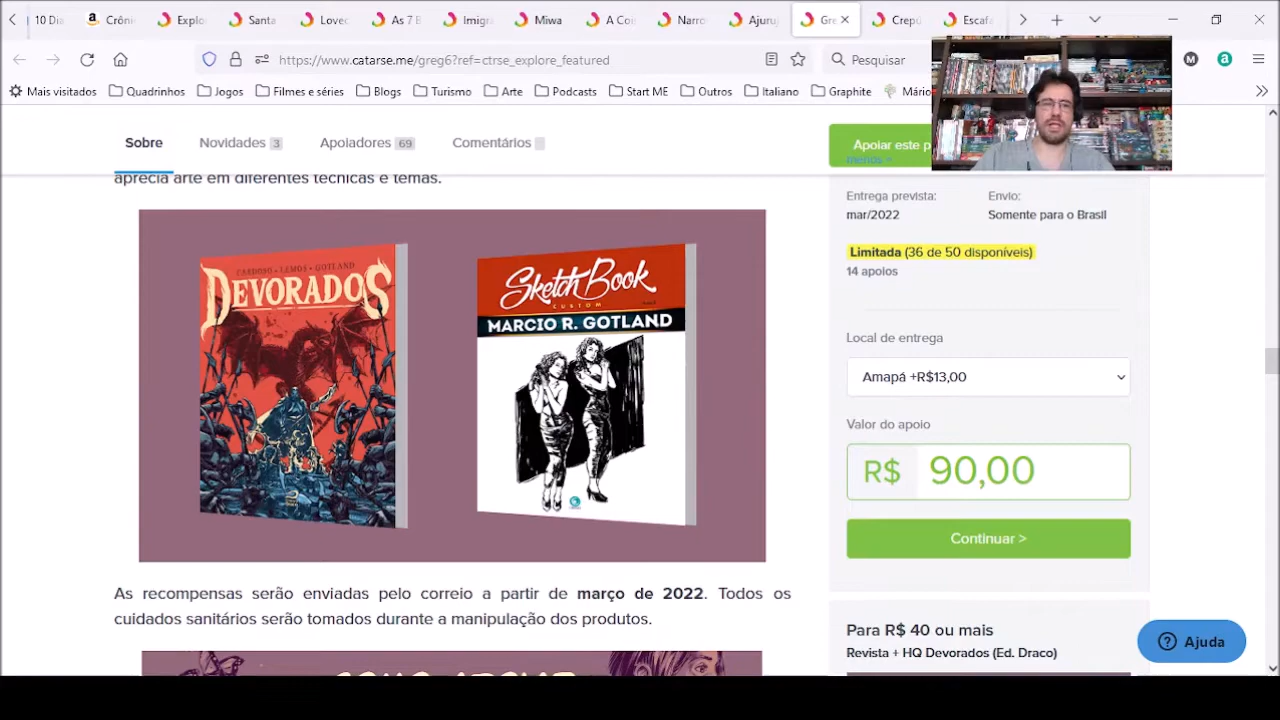 10 Dia
Crôni
Explo
Santa
Lovec
As 7 B
Imigra
Miwa
A Coi
Narro
Ajuruj
Gre
Crepú
Escafa
https://www.catarse.me/greg6?ref=ctrse_explore_featured
Pesquisar
M
a
Mais visitados
Quadrinhos
Jogos
Filmes e séries
Blogs
Arte
Podcasts
Start ME
Outros
Italiano
Graphite
Mário
Sobre
Novidades 3
Apoiadores 69
Comentários
Apoiar este p
menos
aprecia arte em diferentes técnicas e temas.
CARDOSO • LEMOS • GOTLAND
DEVORADOS
Sketch Book
CUSTOM
MARCIO R. GOTLAND
As recompensas serão enviadas pelo correio a partir de março de 2022. Todos os
cuidados sanitários serão tomados durante a manipulação dos produtos.
Entrega prevista:
mar/2022
Envio:
Somente para o Brasil
Limitada (36 de 50 disponíveis)
14 apoios
Local de entrega
Amapá +R$13,00
Valor do apoio
R$ 90,00
Continuar >
Para R$ 40 ou mais
Revista + HQ Devorados (Ed. Draco)
Ajuda